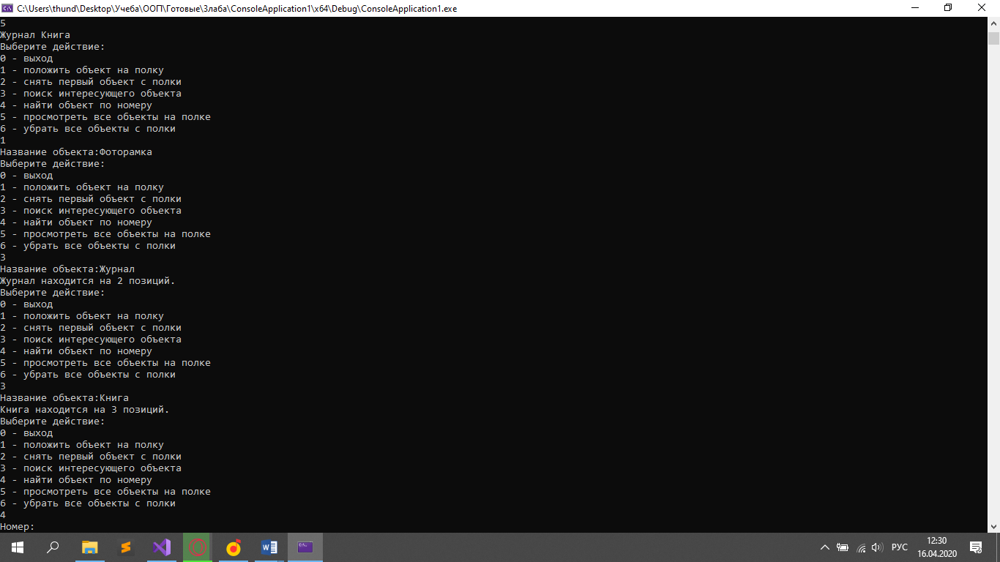 C:\Users\thund\Desktop\Учеба\ООП\Готовые\3лаба\ConsoleApplication1\x64\Debug\ConsoleApplication1.exe
5
Журнал Книга
Выберите действие:
0 - выход
1 - положить объект на полку
2 - снять первый объект с полки
3 - поиск интересующего объекта
4 - найти объект по номеру
5 - просмотреть все объекты на полке
6 - убрать все объекты с полки
1
Название объекта:Фоторамка
Выберите действие:
0 - выход
1 - положить объект на полку
2 - снять первый объект с полки
3 - поиск интересующего объекта
4 - найти объект по номеру
5 - просмотреть все объекты на полке
6 - убрать все объекты с полки
3
Название объекта:Журнал
Журнал находится на 2 позиций.
Выберите действие:
0 - выход
1 - положить объект на полку
2 - снять первый объект с полки
3 - поиск интересующего объекта
4 - найти объект по номеру
5 - просмотреть все объекты на полке
6 - убрать все объекты с полки
3
Название объекта:Книга
Книга находится на 3 позиций.
Выберите действие:
0 - выход
1 - положить объект на полку
2 - снять первый объект с полки
3 - поиск интересующего объекта
4 - найти объект по номеру
5 - просмотреть все объекты на полке
6 - убрать все объекты с полки
4
Номер:
РУС
12:30
16.04.2020